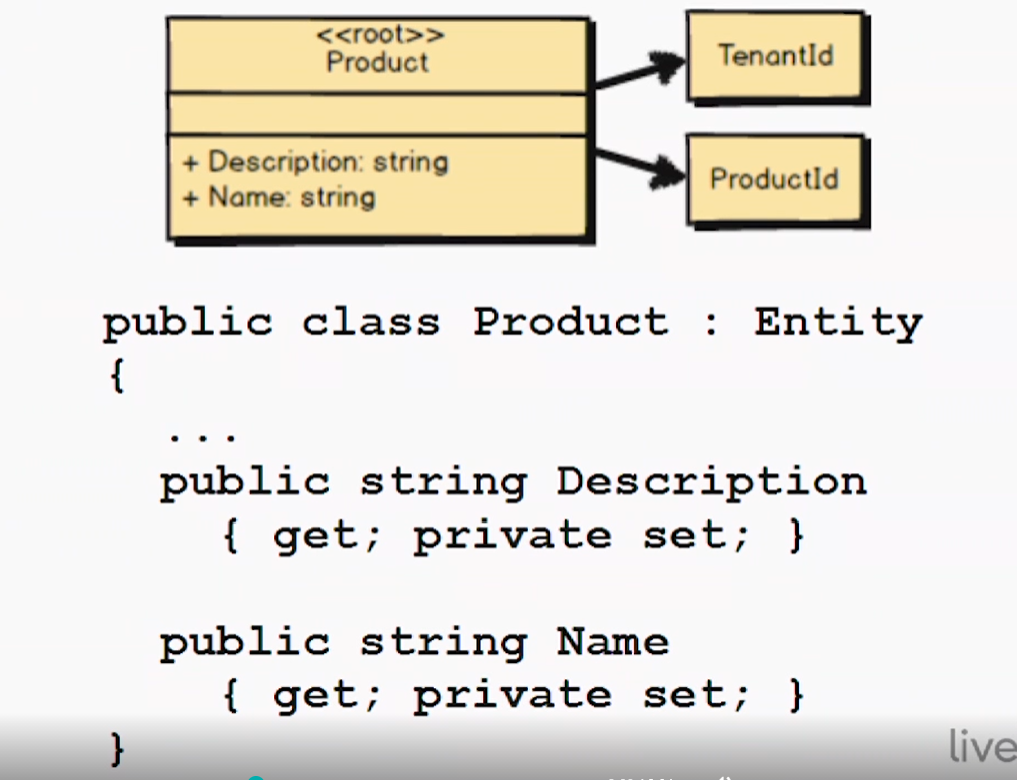 <<root>>
Product
+ Description: string
+ Name: string
TenantId
ProductId
public class Product : Entity
{
...
public string Description
{ get; private set; }
public string Name
{ get; private set; }
}
live